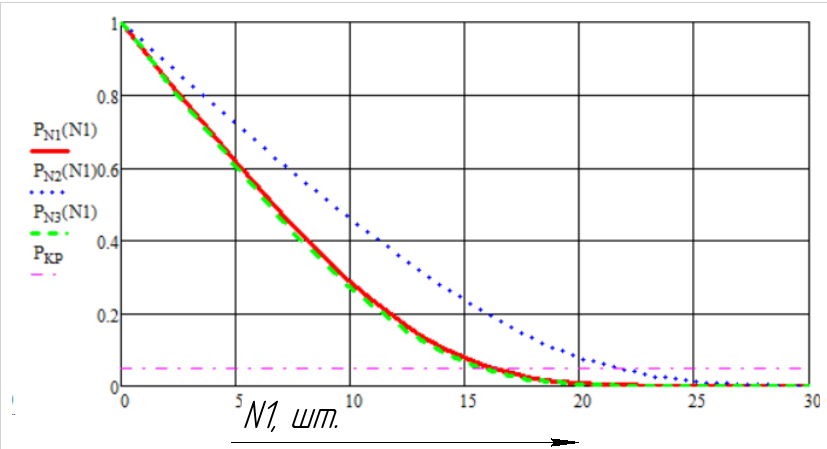 1
0.8
P_N1(N1)
P_N2(N1) 0.6
P_N3(N1)
0.4
P_KP
0.2
0
0 5 10 15 20 25 30
N1, шт.